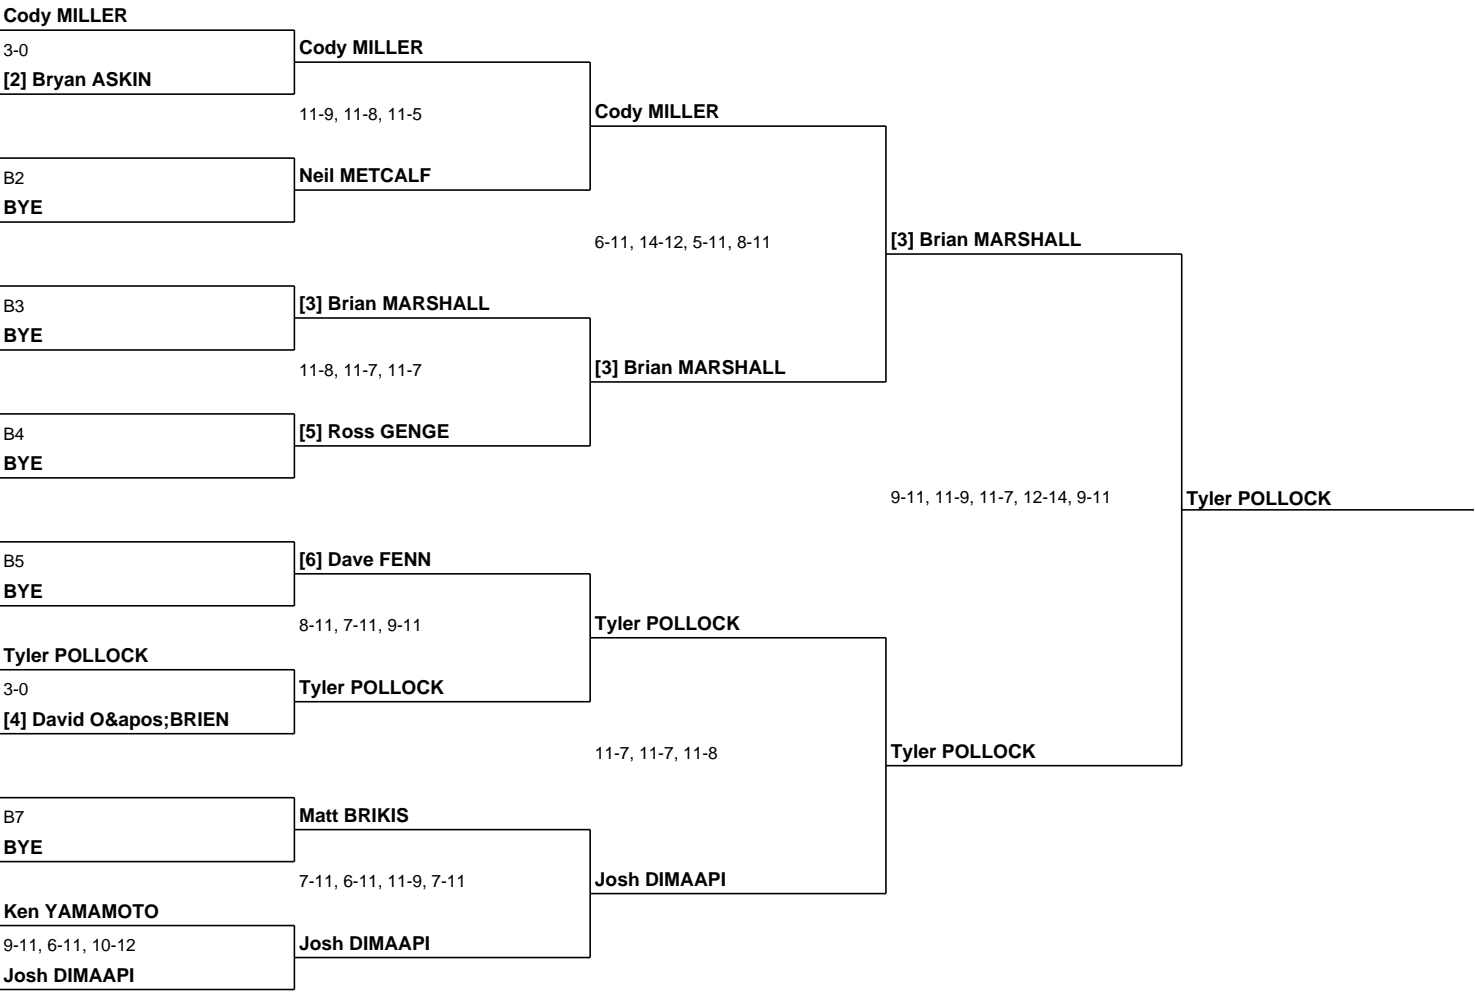 Cody MILLER
3-0
[2] Bryan ASKIN
B2
BYE
B3
BYE
B4
BYE
B5
BYE
Tyler POLLOCK
3-0
[4] David O&apos;BRIEN
B7
BYE
Ken YAMAMOTO
9-11, 6-11, 10-12
Josh DIMAAPI
Cody MILLER
11-9, 11-8, 11-5
Neil METCALF
[3] Brian MARSHALL
11-8, 11-7, 11-7
[5] Ross GENGE
[6] Dave FENN
8-11, 7-11, 9-11
Tyler POLLOCK
Matt BRIKIS
7-11, 6-11, 11-9, 7-11
Josh DIMAAPI
Cody MILLER
6-11, 14-12, 5-11, 8-11
[3] Brian MARSHALL
Tyler POLLOCK
11-7, 11-7, 11-8
Josh DIMAAPI
[3] Brian MARSHALL
9-11, 11-9, 11-7, 12-14, 9-11
Tyler POLLOCK
Tyler POLLOCK